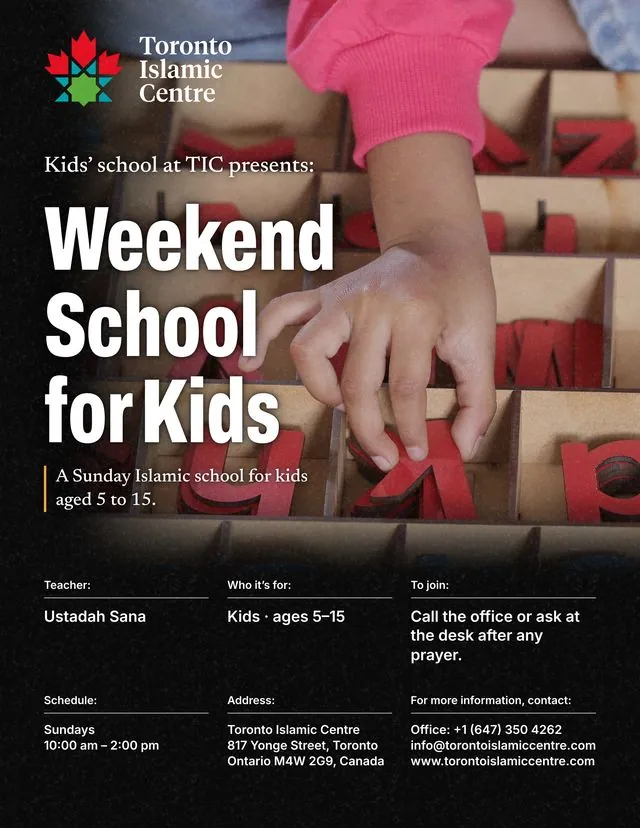 Toronto
Islamic
Centre
Kids’ school at TIC presents:
Weekend
School
for Kids
A Sunday Islamic school for kids
aged 5 to 15.
Teacher:
Ustadah Sana
Who it’s for:
Kids · ages 5–15
To join:
Call the office or ask at
the desk after any
prayer.
Schedule:
Sundays
10:00 am – 2:00 pm
Address:
Toronto Islamic Centre
817 Yonge Street, Toronto
Ontario M4W 2G9, Canada
For more information, contact:
Office: +1 (647) 350 4262
info@torontoislamiccentre.com
www.torontoislamiccentre.com